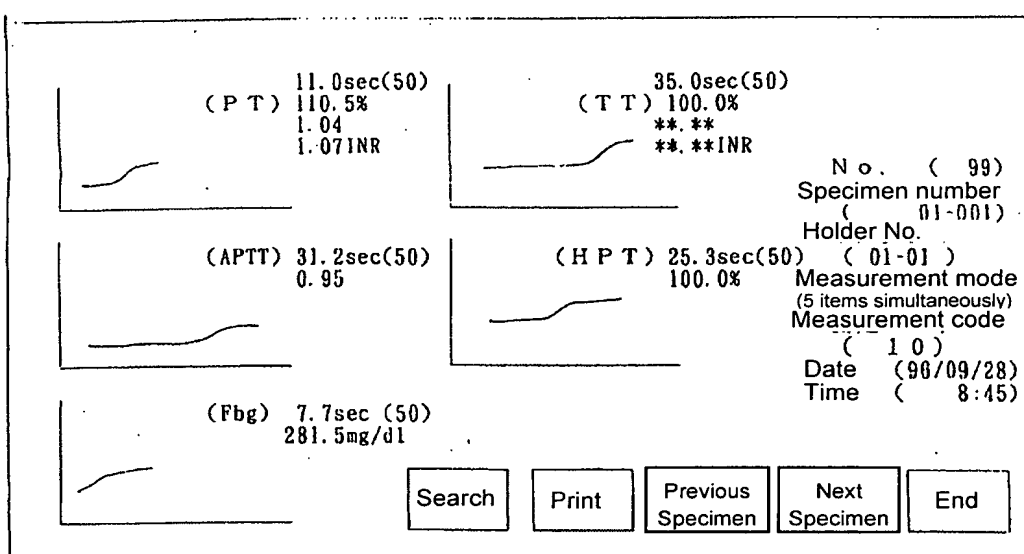 11.0sec(50)
(PT) 110.5%
1.04
1.07INR
35.0sec(50)
(TT) 100.0%
**.**
**.**INR
(APTT) 31.2sec(50)
0.95
(HPT) 25.3sec(50)
100.0%
(Fbg) 7.7sec (50)
281.5mg/dl
No. ( 99)
Specimen number
( 01-001)
Holder No.
( 01-01 )
Measurement mode
(5 items simultaneously)
Measurement code
( 10)
Date (96/09/28)
Time ( 8:45)
Search
Print
Previous
Specimen
Next
Specimen
End